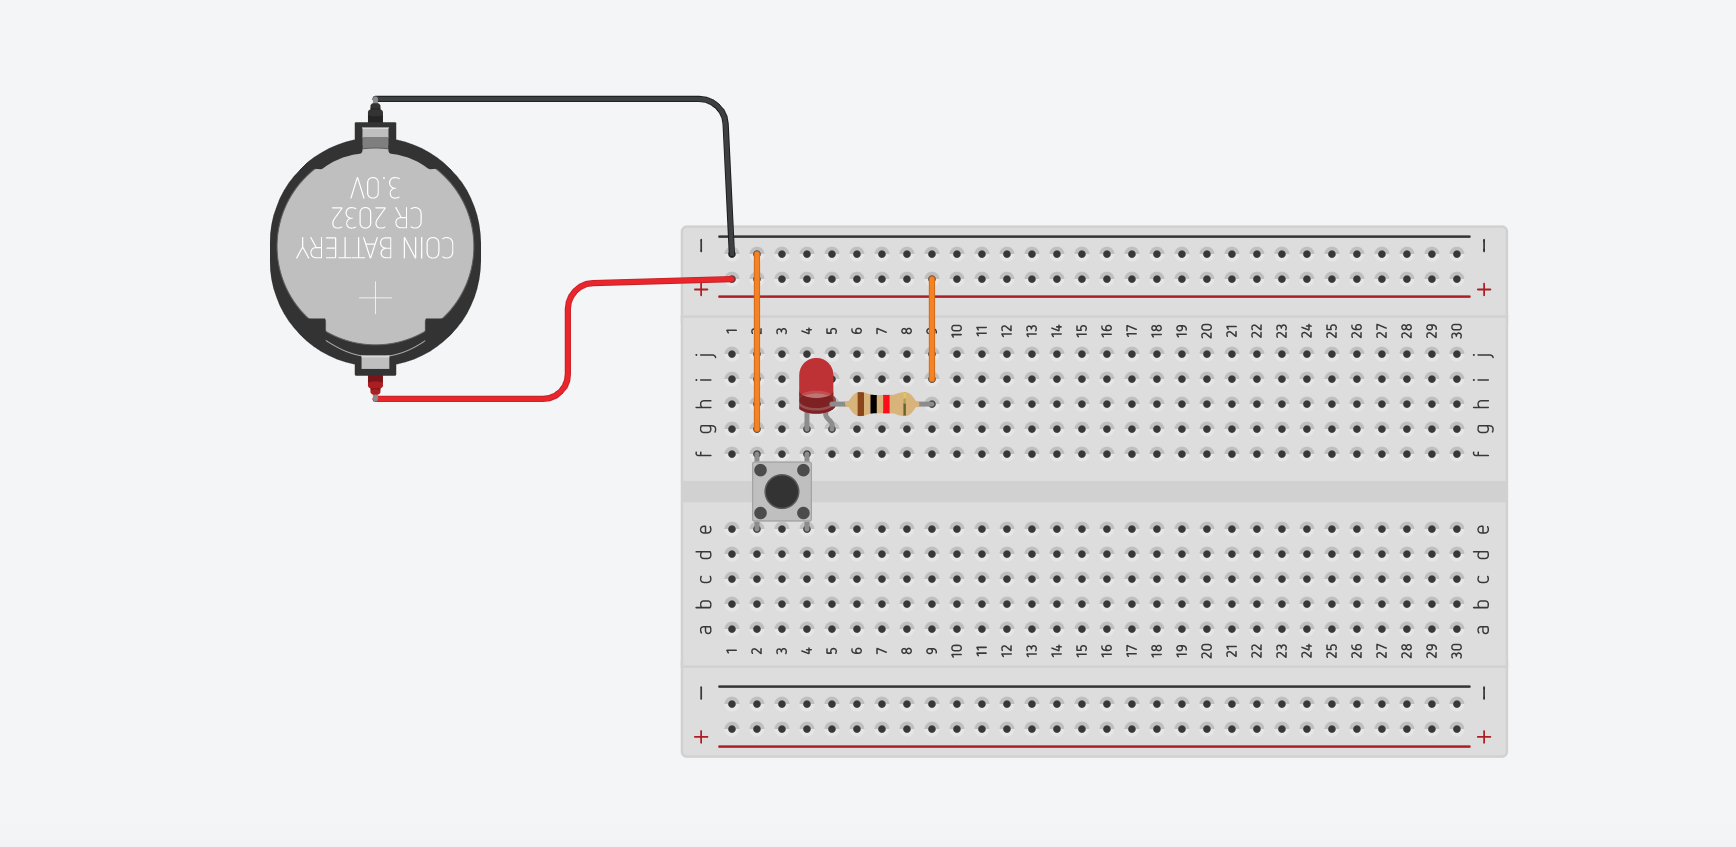 3.0V
CR 2032
COIN BATTERY
+
− −
+ +
1 2 3 4 5 6 7 8 9 10 11 12 13 14 15 16 17 18 19 20 21 22 23 24 25 26 27 28 29 30
j j
i i
h h
g g
f f
e e
d d
c c
b b
a a
1 2 3 4 5 6 7 8 9 10 11 12 13 14 15 16 17 18 19 20 21 22 23 24 25 26 27 28 29 30
− −
+ +